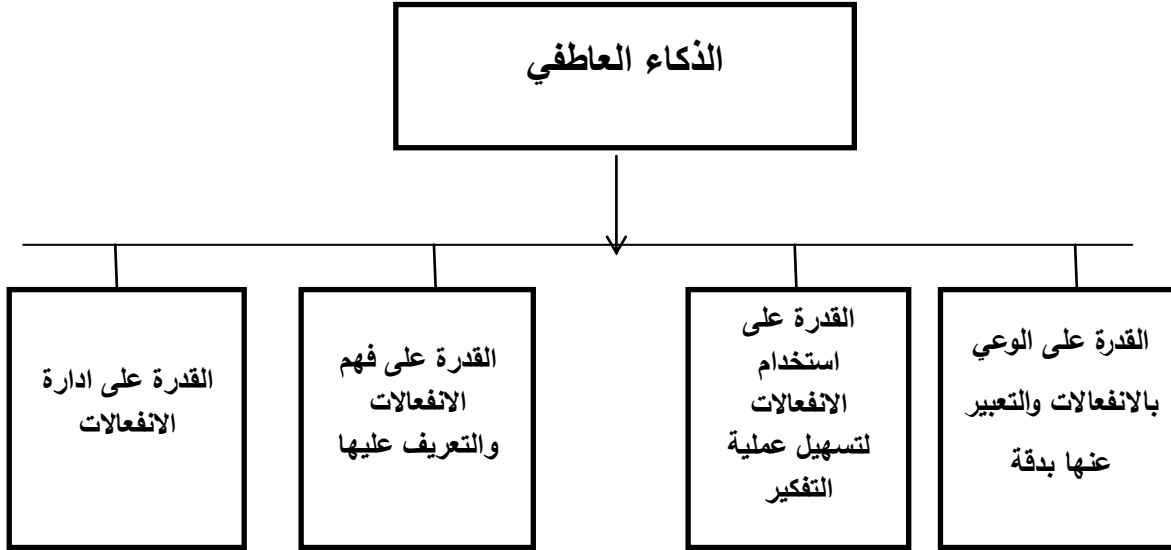 الذكاء العاطفي
القدرة على الوعي
بالانفعالات والتعبير
عنها بدقة
القدرة على
استخدام
الانفعالات
لتسهيل عملية
التفكير
القدرة على فهم
الانفعالات
والتعريف عليها
القدرة على ادارة
الانفعالات